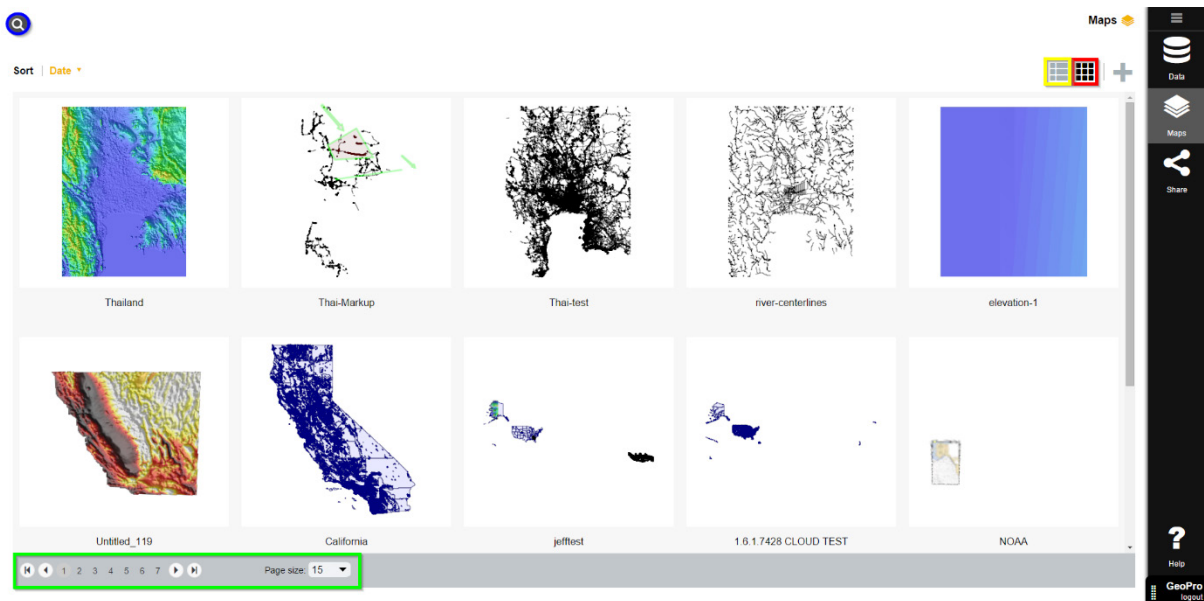 Maps
Sort | Date
Data
Maps
Share
Thailand
Thai-Markup
Thai-test
river-centerlines
elevation-1
Untitled_119
California
jefftest
1.6.1.7428 CLOUD TEST
NOAA
1 2 3 4 5 6 7
Page size: 15
Help
GeoPro
logout